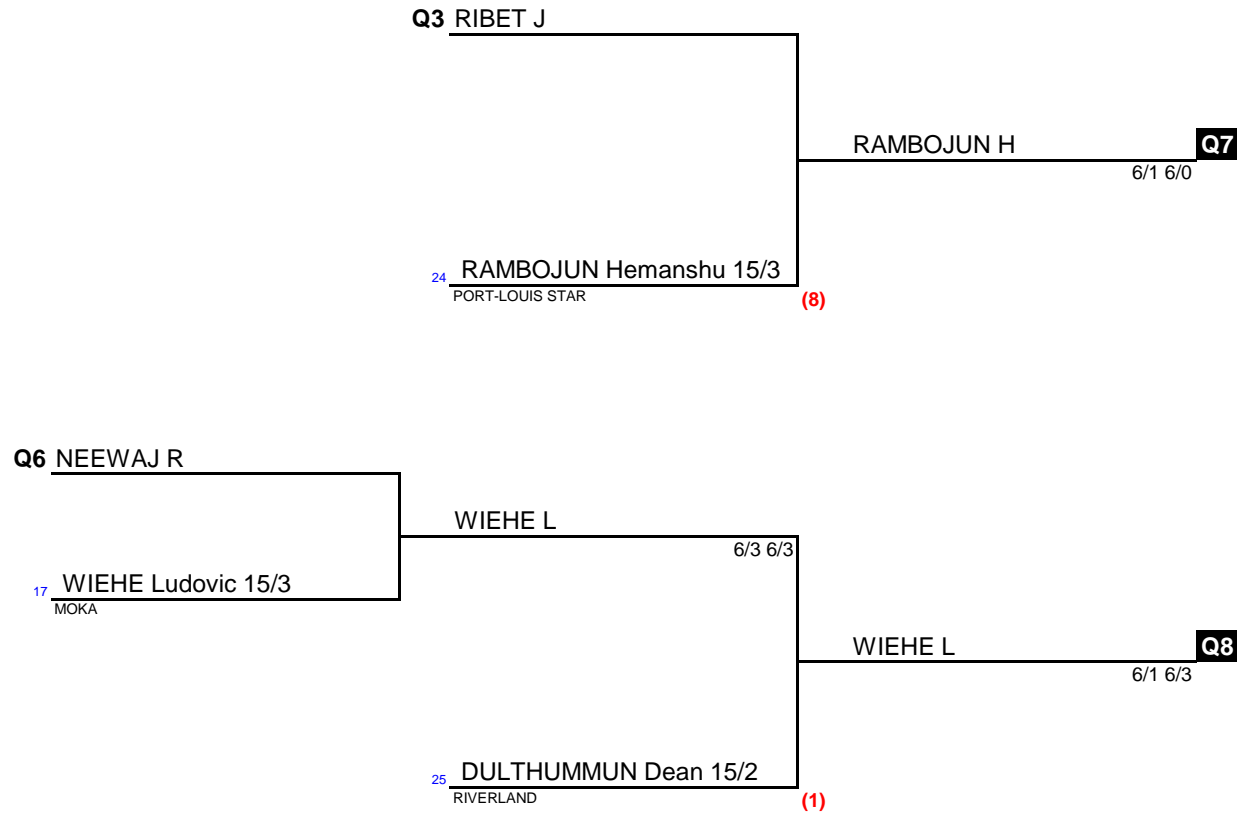 Q3 RIBET J
RAMBOJUN H Q7
6/1 6/0
24 RAMBOJUN Hemanshu 15/3
PORT-LOUIS STAR (8)
Q6 NEEWAJ R
WIEHE L
6/3 6/3
17 WIEHE Ludovic 15/3
MOKA
WIEHE L Q8
6/1 6/3
25 DULTHUMMUN Dean 15/2
RIVERLAND (1)